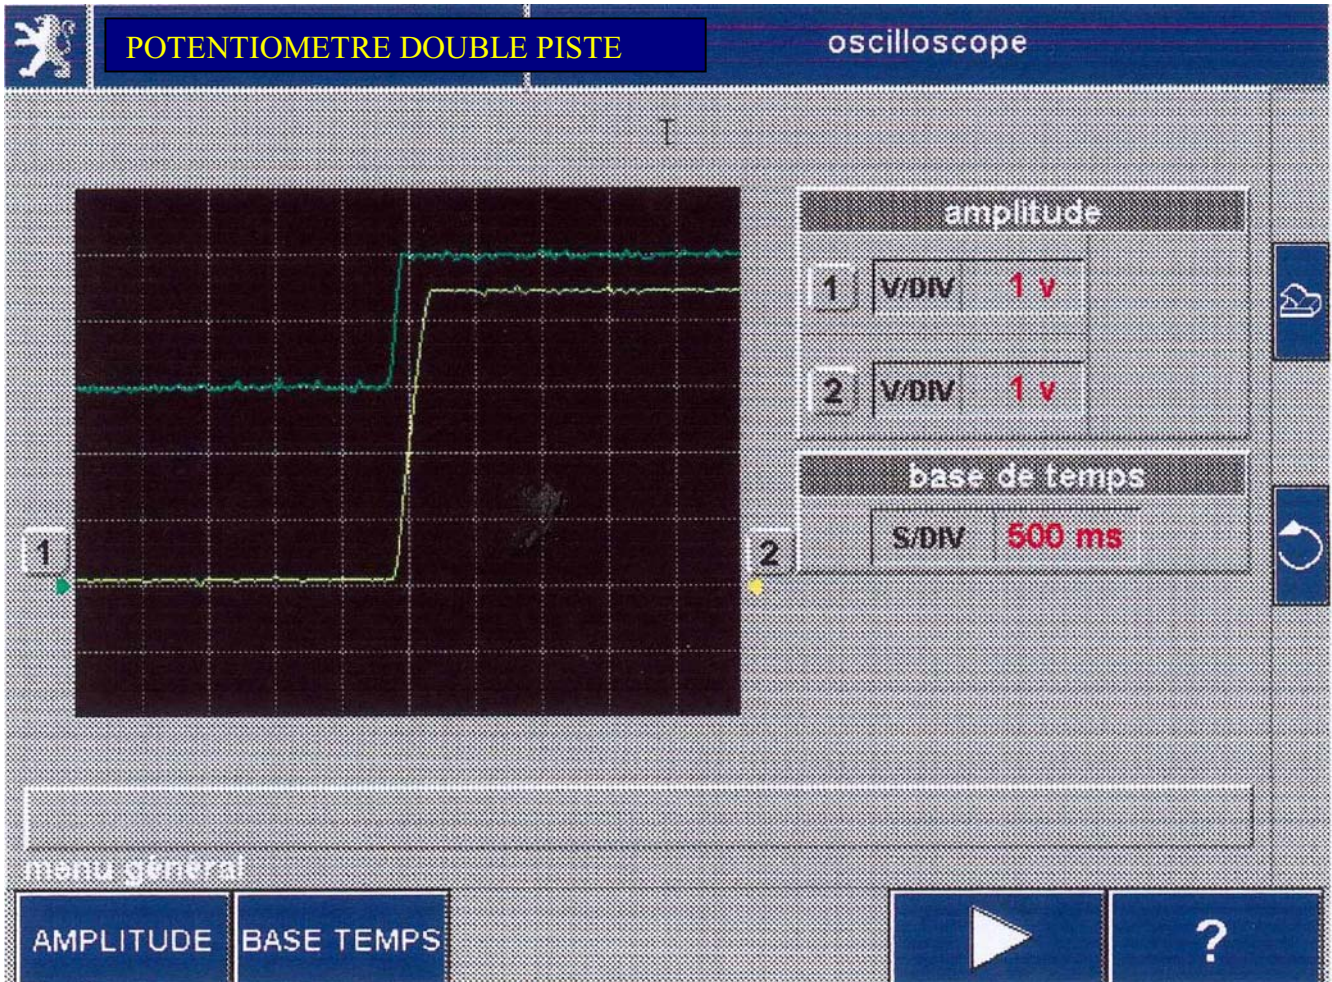 POTENTIOMETRE DOUBLE PISTE
oscilloscope
amplitude
1 V/DIV 1 v
2 V/DIV 1 v
base de temps
S/DIV 500 ms
1
2
menu général
AMPLITUDE
BASE TEMPS
?